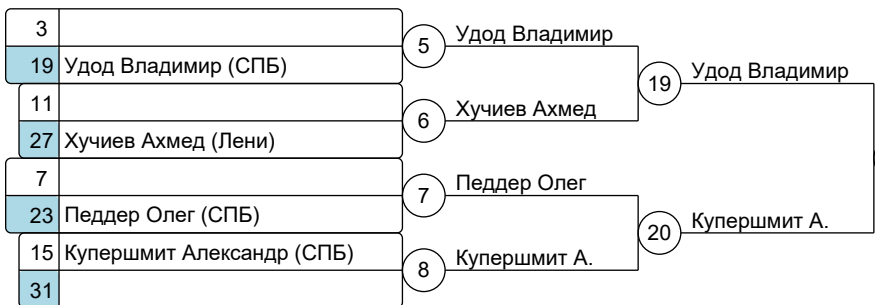 3
19 Удод Владимир (СПБ)
11
27 Хучиев Ахмед (Лени)
7
23 Педдер Олег (СПБ)
15 Купершмит Александр (СПБ)
31
5 Удод Владимир
6 Хучиев Ахмед
7 Педдер Олег
8 Купершмит А.
19 Удод Владимир
20 Купершмит А.